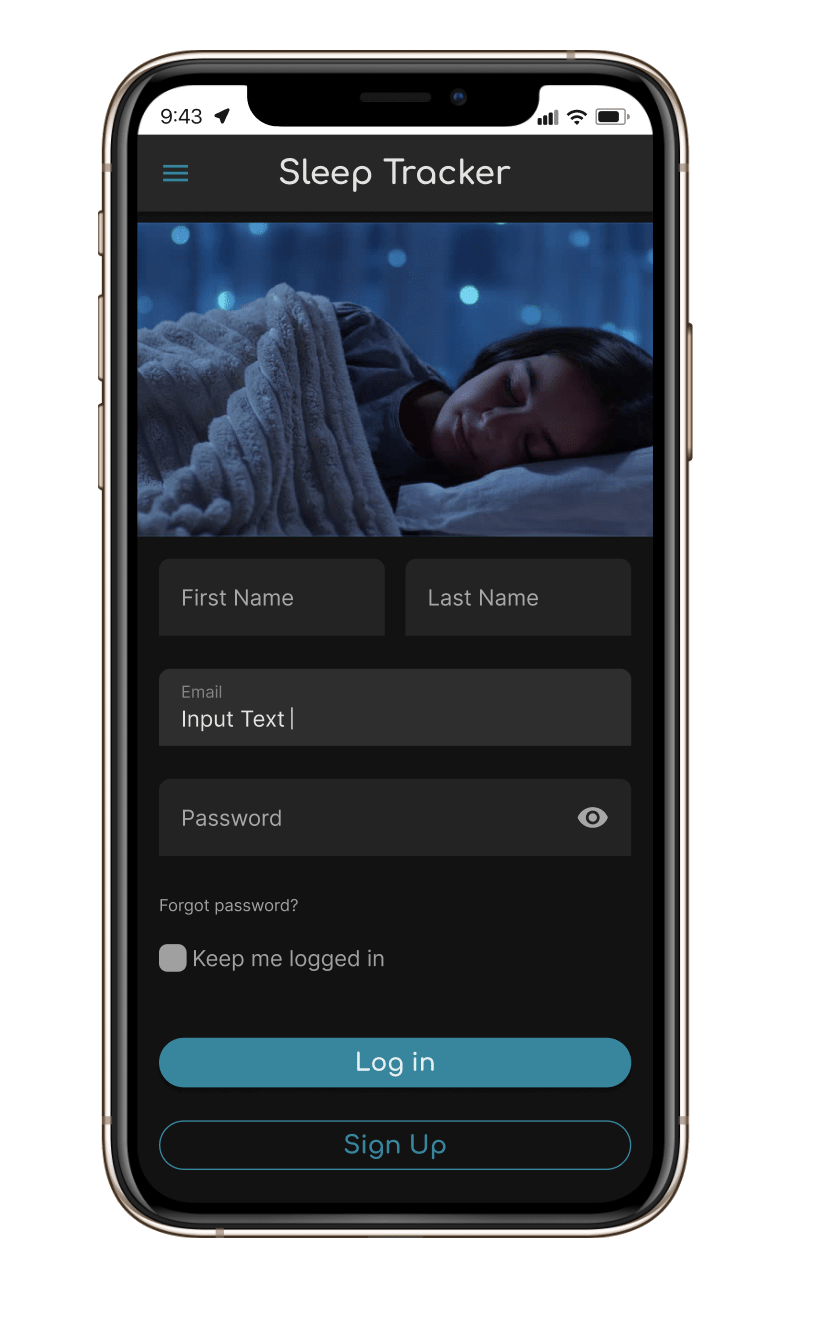 9:43
Sleep Tracker
First Name Last Name
Email
Input Text
Password
Forgot password?
Keep me logged in
Log in
Sign Up